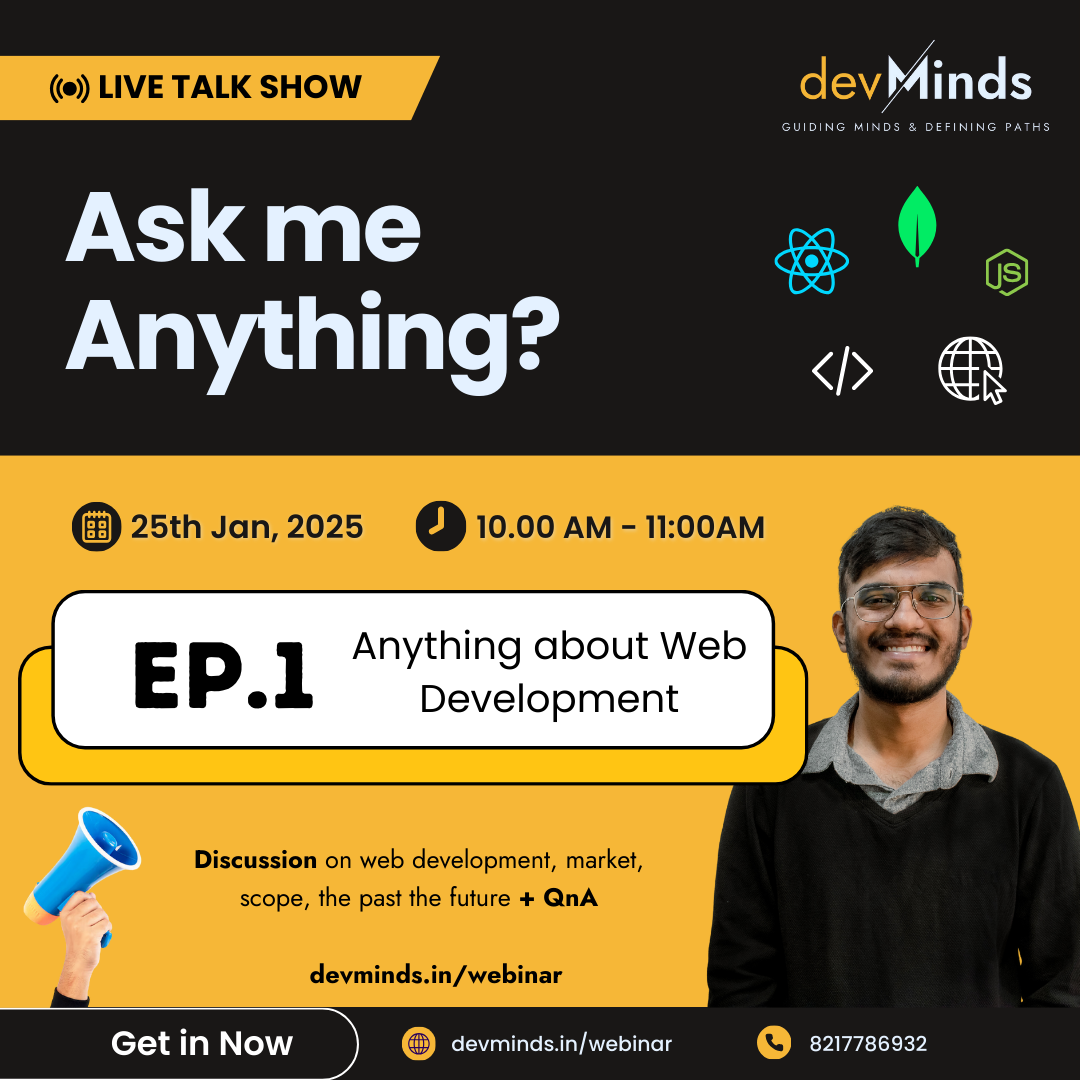 LIVE TALK SHOW
devMinds
GUIDING MINDS & DEFINING PATHS
Ask me
Anything?
JS
25th Jan, 2025
10.00 AM - 11:00AM
EP.1
Anything about Web
Development
Discussion on web development, market,
scope, the past the future + QnA
devminds.in/webinar
Get in Now
devminds.in/webinar
8217786932